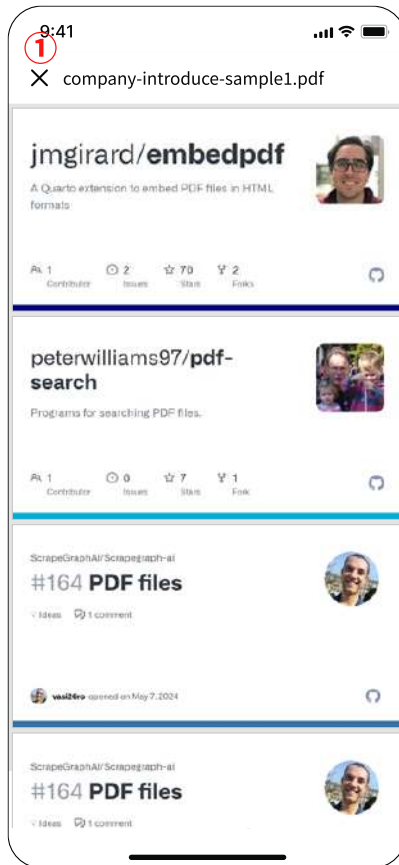 9:41
①
company-introduce-sample1.pdf
jmgirard/embedpdf
A Quarto extension to embed PDF files in HTML
formats
1 2 70 2
Contributor Issues Stars Forks
peterwilliams97/pdf-
search
Programs for searching PDF files.
1 0 7 1
Contributor Issues Stars Fork
ScrapeGraphAI/Scrapegraph-ai
#164 PDF files
Ideas 1 comment
opened on May 7, 2024
ScrapeGraphAI/Scrapegraph-ai
#164 PDF files
Ideas 1 comment